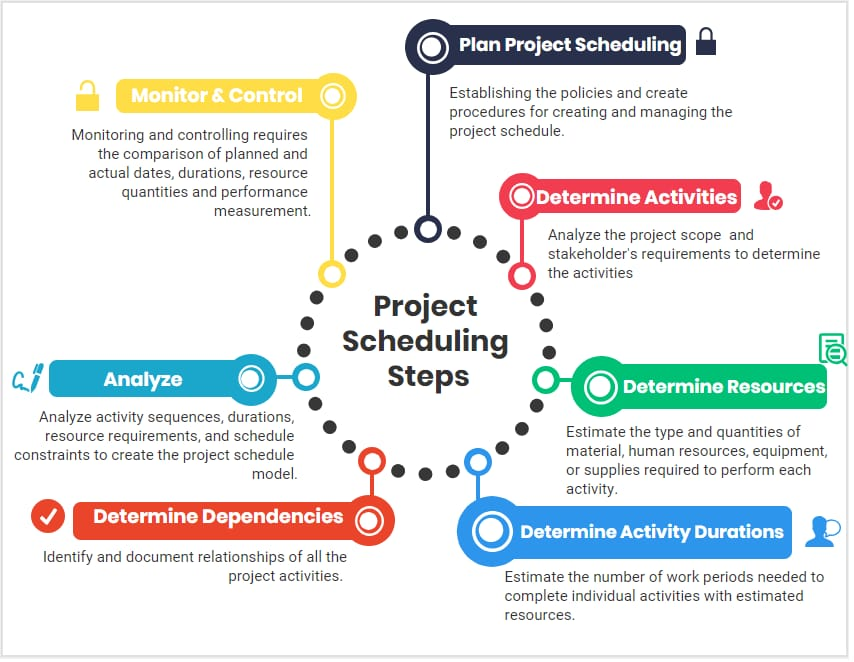 Project
Scheduling
Steps
Plan Project Scheduling
Establishing the policies and create
procedures for creating and managing the
project schedule.
Determine Activities
Analyze the project scope  and
stakeholder's requirements to determine
the activities
Determine Resources
Estimate the type and quantities of
material, human resources, equipment,
or supplies required to perform each
activity.
Determine Activity Durations
Estimate the number of work periods needed to
complete individual activities with estimated
resources.
Determine Dependencies
Identify and document relationships of all the
project activities.
Analyze
Analyze activity sequences, durations,
resource requirements, and schedule
constraints to create the project schedule
model.
Monitor & Control
Monitoring and controlling requires
the comparison of planned and
actual dates, durations, resource
quantities and performance
measurement.